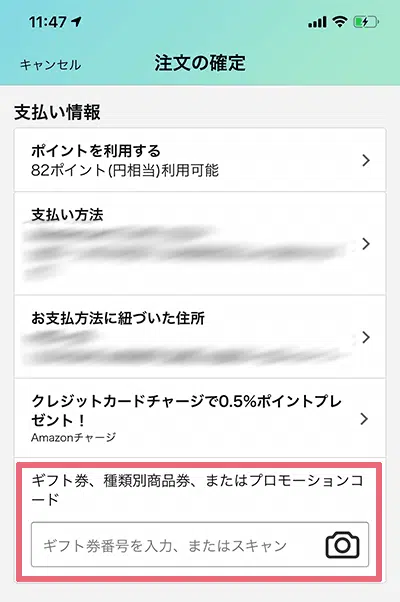 11:47
キャンセル
注文の確定
支払い情報
ポイントを利用する
82ポイント(円相当)利用可能
支払い方法
お支払方法に紐づいた住所
クレジットカードチャージで0.5%ポイントプレ
ゼント！
Amazonチャージ
ギフト券、種類別商品券、またはプロモーションコ
ード
ギフト券番号を入力、またはスキャン